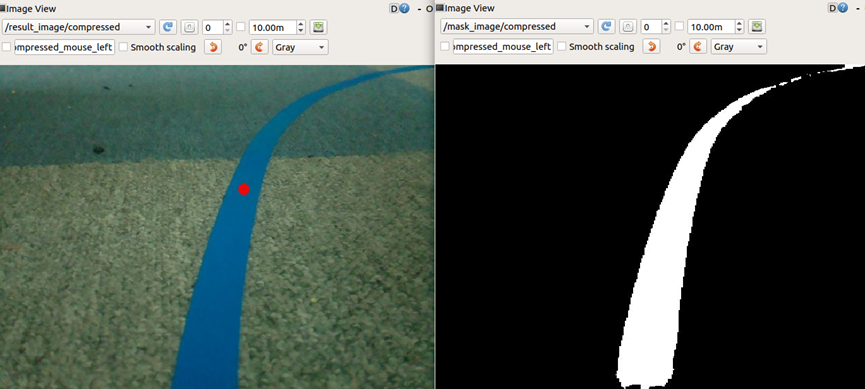 Image View
D - O
/result_image/compressed
0
10.00m
ompressed_mouse_left
Smooth scaling
0°
Gray
Image View
D -
/mask_image/compressed
0
10.00m
ompressed_mouse_left
Smooth scaling
0°
Gray